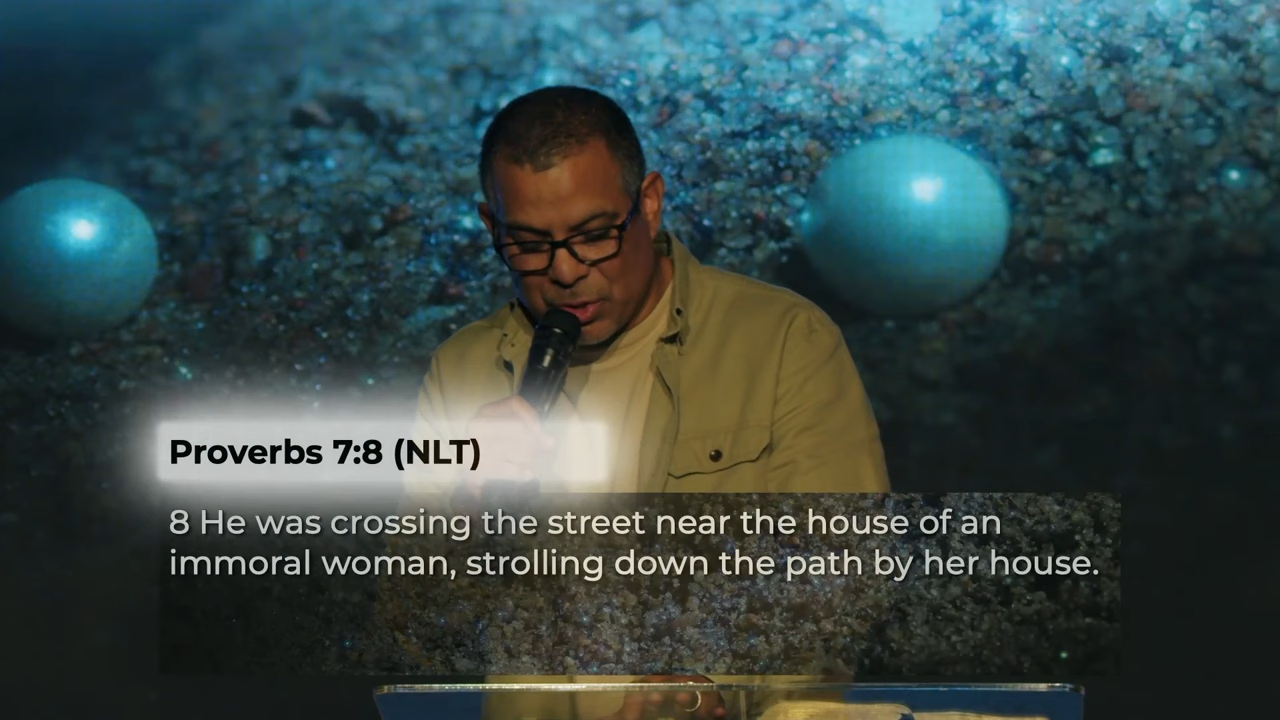 Proverbs 7:8 (NLT)
8 He was crossing the street near the house of an
immoral woman, strolling down the path by her house.